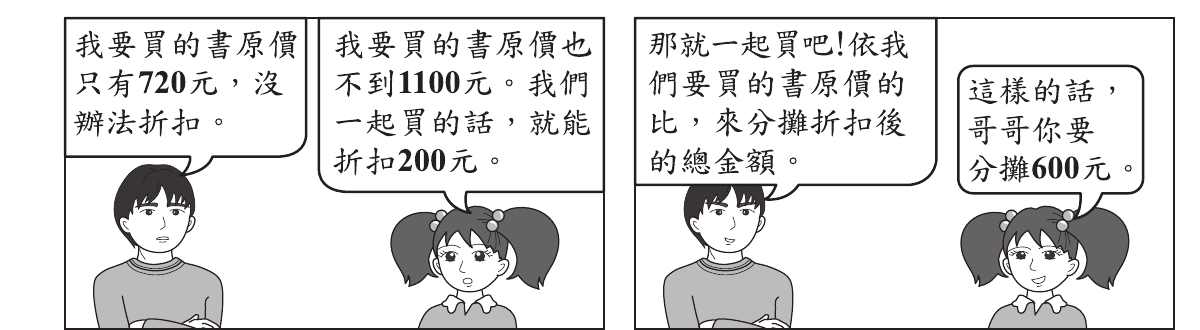 我要買的書原價
只有720元，沒
辦法折扣。
我要買的書原價也
不到1100元。我們
一起買的話，就能
折扣200元。
那就一起買吧!依我
們要買的書原價的
比，來分攤折扣後
的總金額。
這樣的話，
哥哥你要
分攤600元。